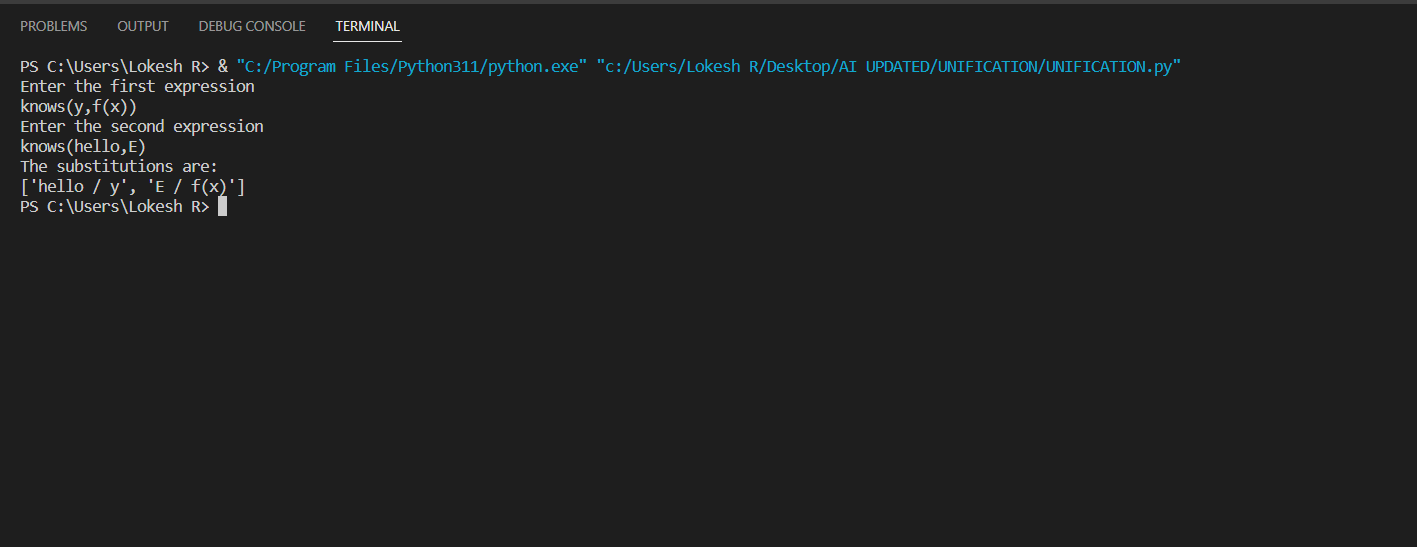 PROBLEMS OUTPUT DEBUG CONSOLE TERMINAL
PS C:\Users\Lokesh R> & "C:/Program Files/Python311/python.exe" "c:/Users/Lokesh R/Desktop/AI UPDATED/UNIFICATION/UNIFICATION.py"
Enter the first expression
knows(y,f(x))
Enter the second expression
knows(hello,E)
The substitutions are:
['hello / y', 'E / f(x)']
PS C:\Users\Lokesh R>